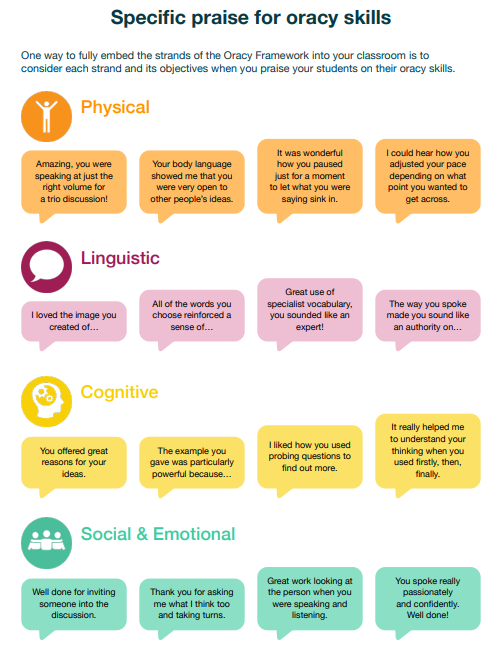 Specific praise for oracy skills
One way to fully embed the strands of the Oracy Framework into your classroom is to
consider each strand and its objectives when you praise your students on their oracy skills.
Physical
Amazing, you were
speaking at just the
right volume for
a trio discussion!
Your body language
showed me that you
were very open to
other people's ideas.
It was wonderful
how you paused
just for a moment
to let what you were
saying sink in.
I could hear how you
adjusted your pace
depending on what
point you wanted to
get across.
Linguistic
I loved the image you
created of...
All of the words you
choose reinforced a
sense of...
Great use of
specialist vocabulary,
you sounded like an
expert!
The way you spoke
made you sound like
an authority on...
Cognitive
You offered great
reasons for your
ideas.
The example you
gave was particularly
powerful because...
I liked how you used
probing questions to
find out more.
It really helped me
to understand your
thinking when you
used firstly, then,
finally.
Social & Emotional
Well done for inviting
someone into the
discussion.
Thank you for asking
me what I think too
and taking turns.
Great work looking at
the person when you
were speaking and
listening.
You spoke really
passionately
and confidently.
Well done!